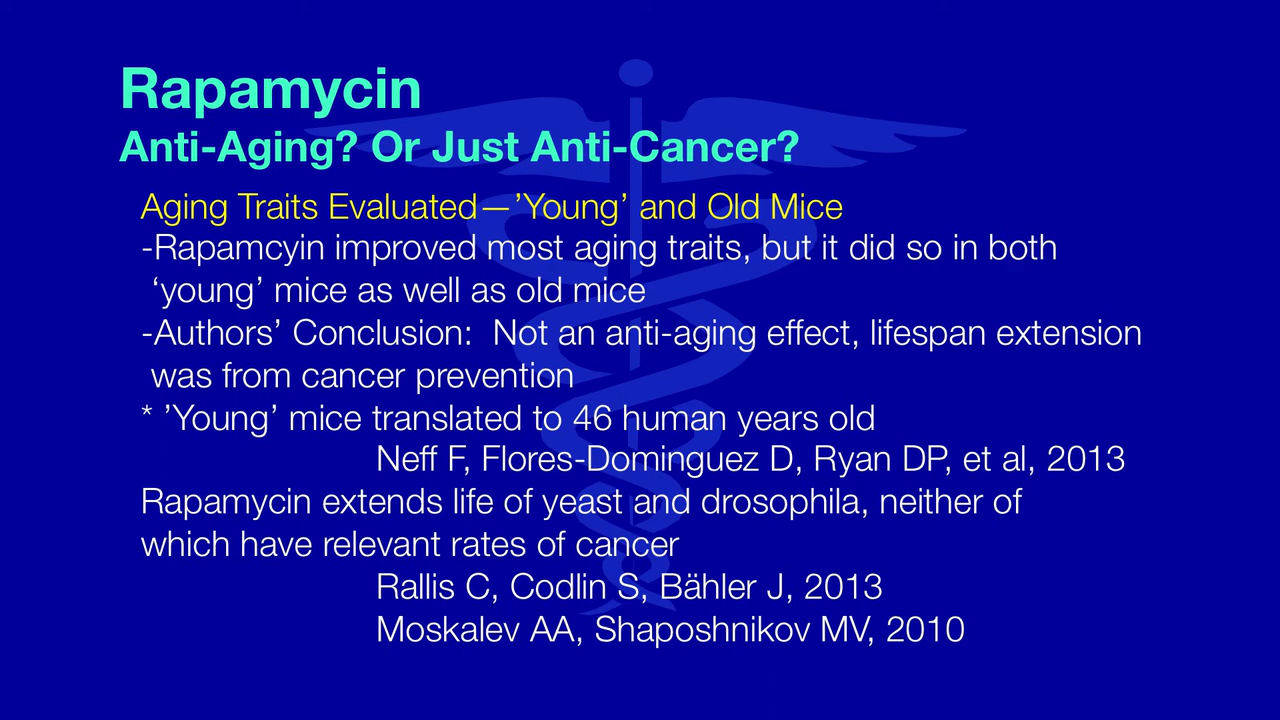 Rapamycin
Anti-Aging? Or Just Anti-Cancer?
Aging Traits Evaluated—’Young’ and Old Mice
-Rapamcyin improved most aging traits, but it did so in both
‘young’ mice as well as old mice
-Authors’ Conclusion:  Not an anti-aging effect, lifespan extension
was from cancer prevention
* ’Young’ mice translated to 46 human years old
Neff F, Flores-Dominguez D, Ryan DP, et al, 2013
Rapamycin extends life of yeast and drosophila, neither of
which have relevant rates of cancer
Rallis C, Codlin S, Bähler J, 2013
Moskalev AA, Shaposhnikov MV, 2010